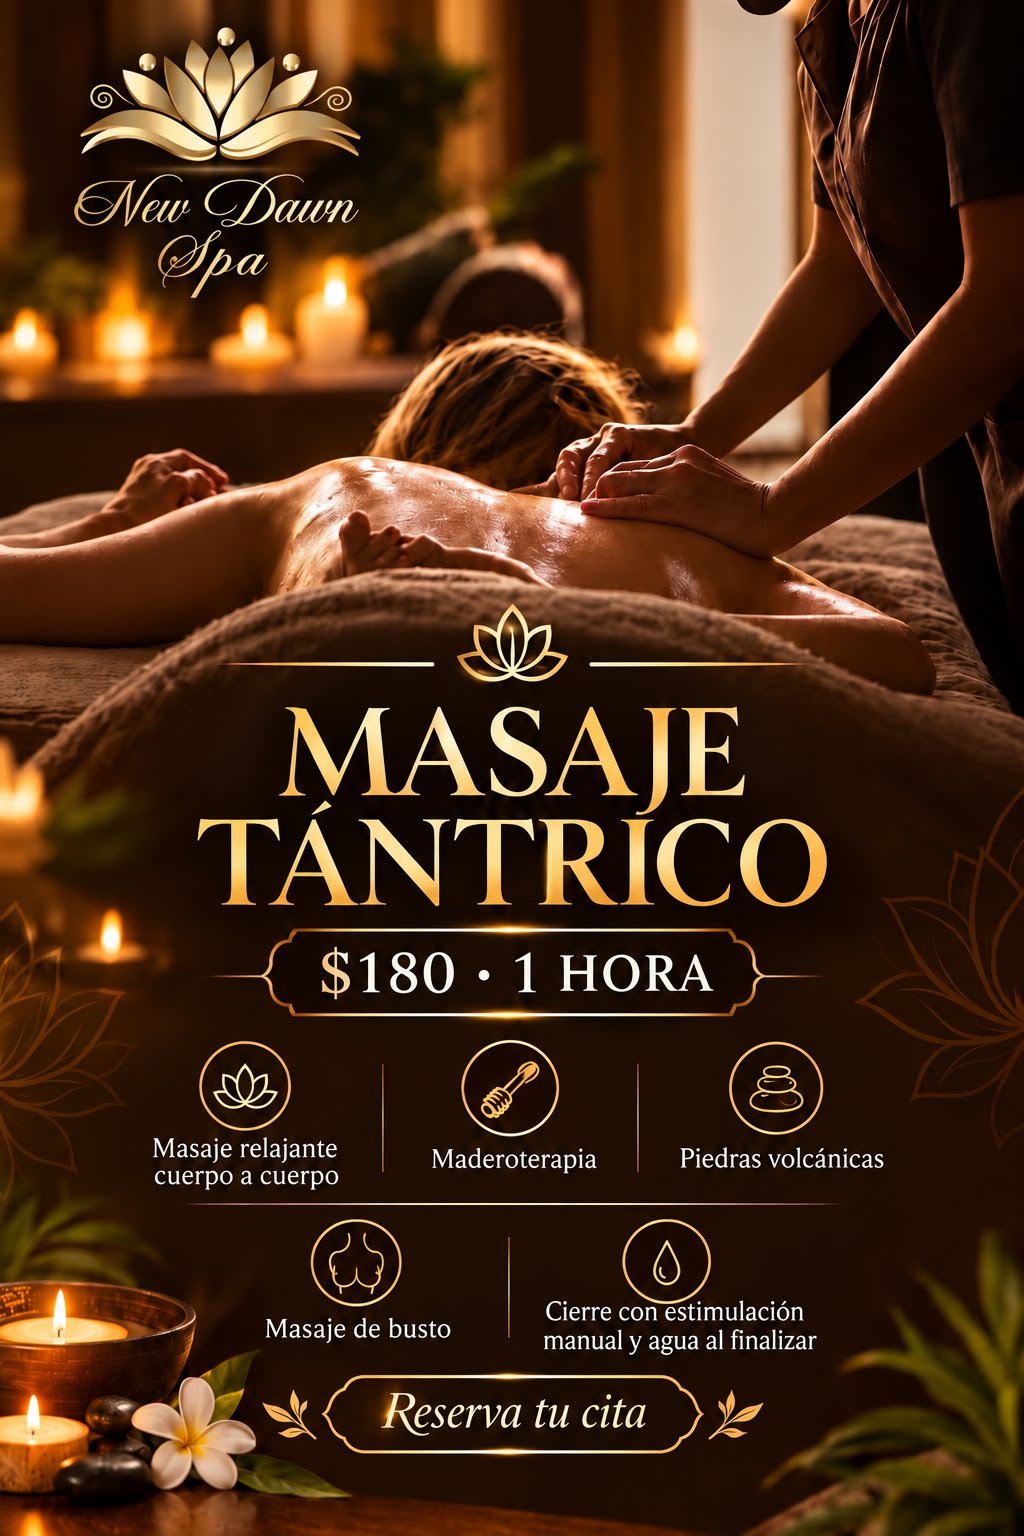 New Dawn
Spa
MASAJE
TÁNTRICO
$180 · 1 HORA
Masaje relajante
cuerpo a cuerpo
Maderoterapia
Piedras volcánicas
Masaje de busto
Cierre con estimulación
manual y agua al finalizar
Reserva tu cita